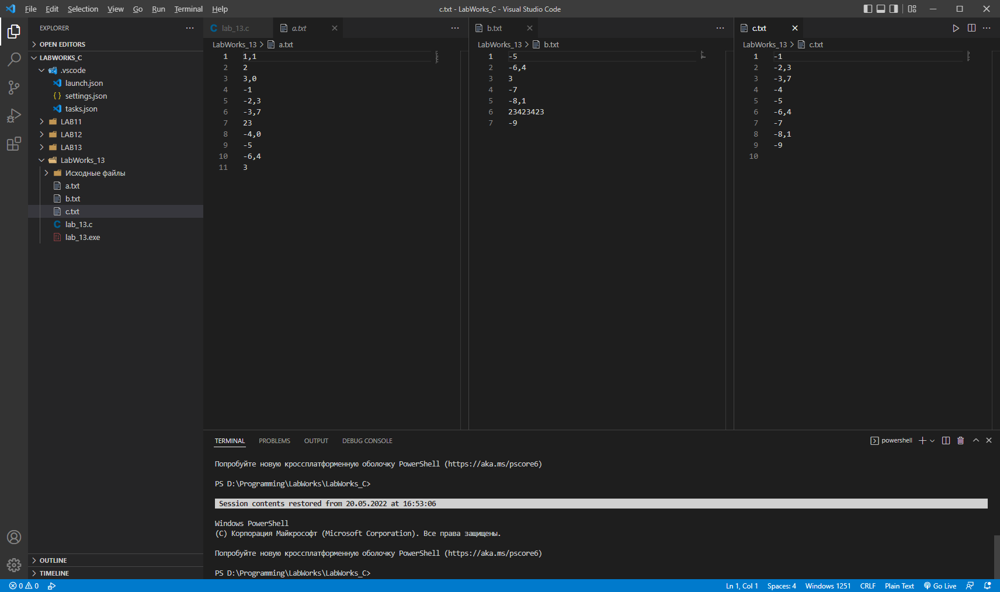 File Edit Selection View Go Run Terminal Help
c.txt - LabWorks_C - Visual Studio Code
EXPLORER
OPEN EDITORS
LABWORKS_C
.vscode
launch.json
settings.json
tasks.json
LAB11
LAB12
LAB13
LabWorks_13
Исходные файлы
a.txt
b.txt
c.txt
lab_13.c
lab_13.exe
OUTLINE
TIMELINE
lab_13.c
a.txt
LabWorks_13 > a.txt
1 1,1
2 2
3 3,0
4 -1
5 -2,3
6 -3,7
7 23
8 -4,0
9 -5
10 -6,4
11 3
b.txt
LabWorks_13 > b.txt
1 -5
2 -6,4
3 3
4 -7
5 -8,1
6 23423423
7 -9
c.txt
LabWorks_13 > c.txt
1 -1
2 -2,3
3 -3,7
4 -4
5 -5
6 -6,4
7 -7
8 -8,1
9 -9
10
TERMINAL PROBLEMS OUTPUT DEBUG CONSOLE
powershell
Попробуйте новую кроссплатформенную оболочку PowerShell (https://aka.ms/pscore6)
PS D:\Programming\LabWorks\LabWorks_C>
Session contents restored from 20.05.2022 at 16:53:06
Windows PowerShell
(C) Корпорация Майкрософт (Microsoft Corporation). Все права защищены.
Попробуйте новую кроссплатформенную оболочку PowerShell (https://aka.ms/pscore6)
PS D:\Programming\LabWorks\LabWorks_C>
0 0
Ln 1, Col 1 Spaces: 4 Windows 1251 CRLF Plain Text Go Live